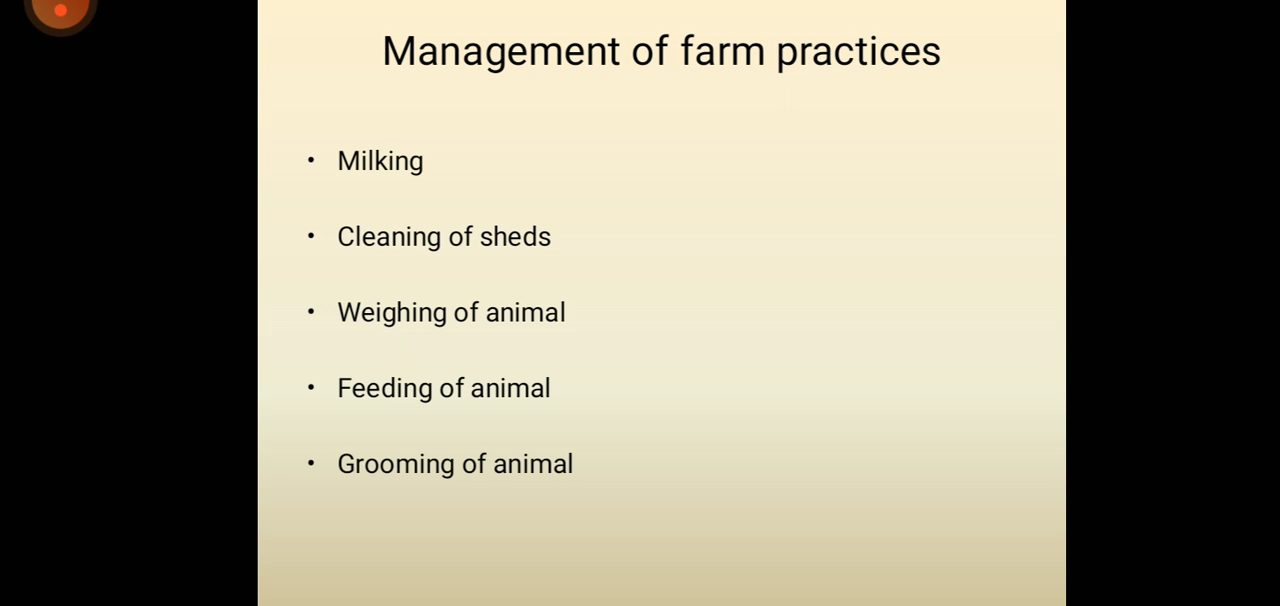 Management of farm practices
• Milking
• Cleaning of sheds
• Weighing of animal
• Feeding of animal
• Grooming of animal